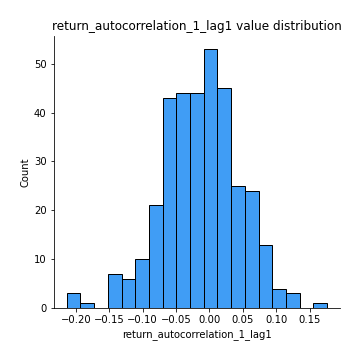 return_autocorrelation_1_lag1 value distribution
50
40
30
20
10
0
Count
−0.20 −0.15 −0.10 −0.05 0.00 0.05 0.10 0.15
return_autocorrelation_1_lag1